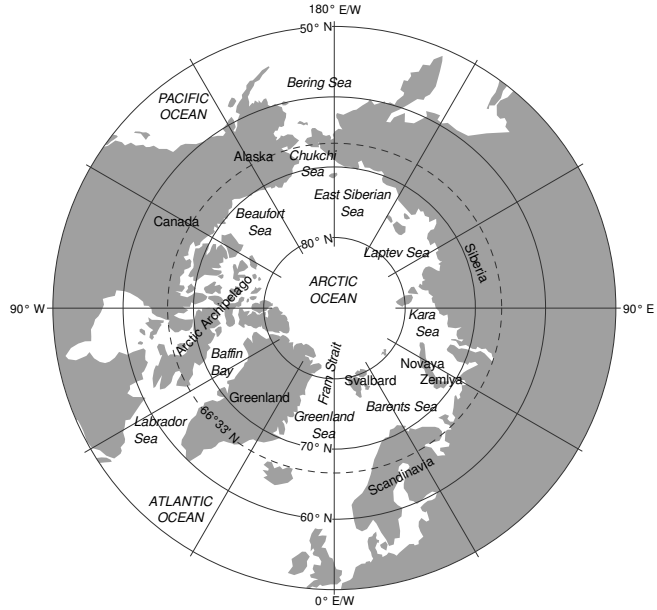 180° E/W
50° N
Bering Sea
PACIFIC
OCEAN
Alaska
Chukchi
Sea
East Siberian
Sea
Beaufort
Sea
Canada
80° N
Laptev Sea
Siberia
ARCTIC
OCEAN
90° W
90° E
Arctic Archipelago
Kara
Sea
Baffin
Bay
Fram Strait
Novaya
Zemlya
Svalbard
Greenland
Barents Sea
66°33' N
Greenland
Sea
Labrador
Sea
70° N
Scandinavia
ATLANTIC
OCEAN
60° N
0° E/W